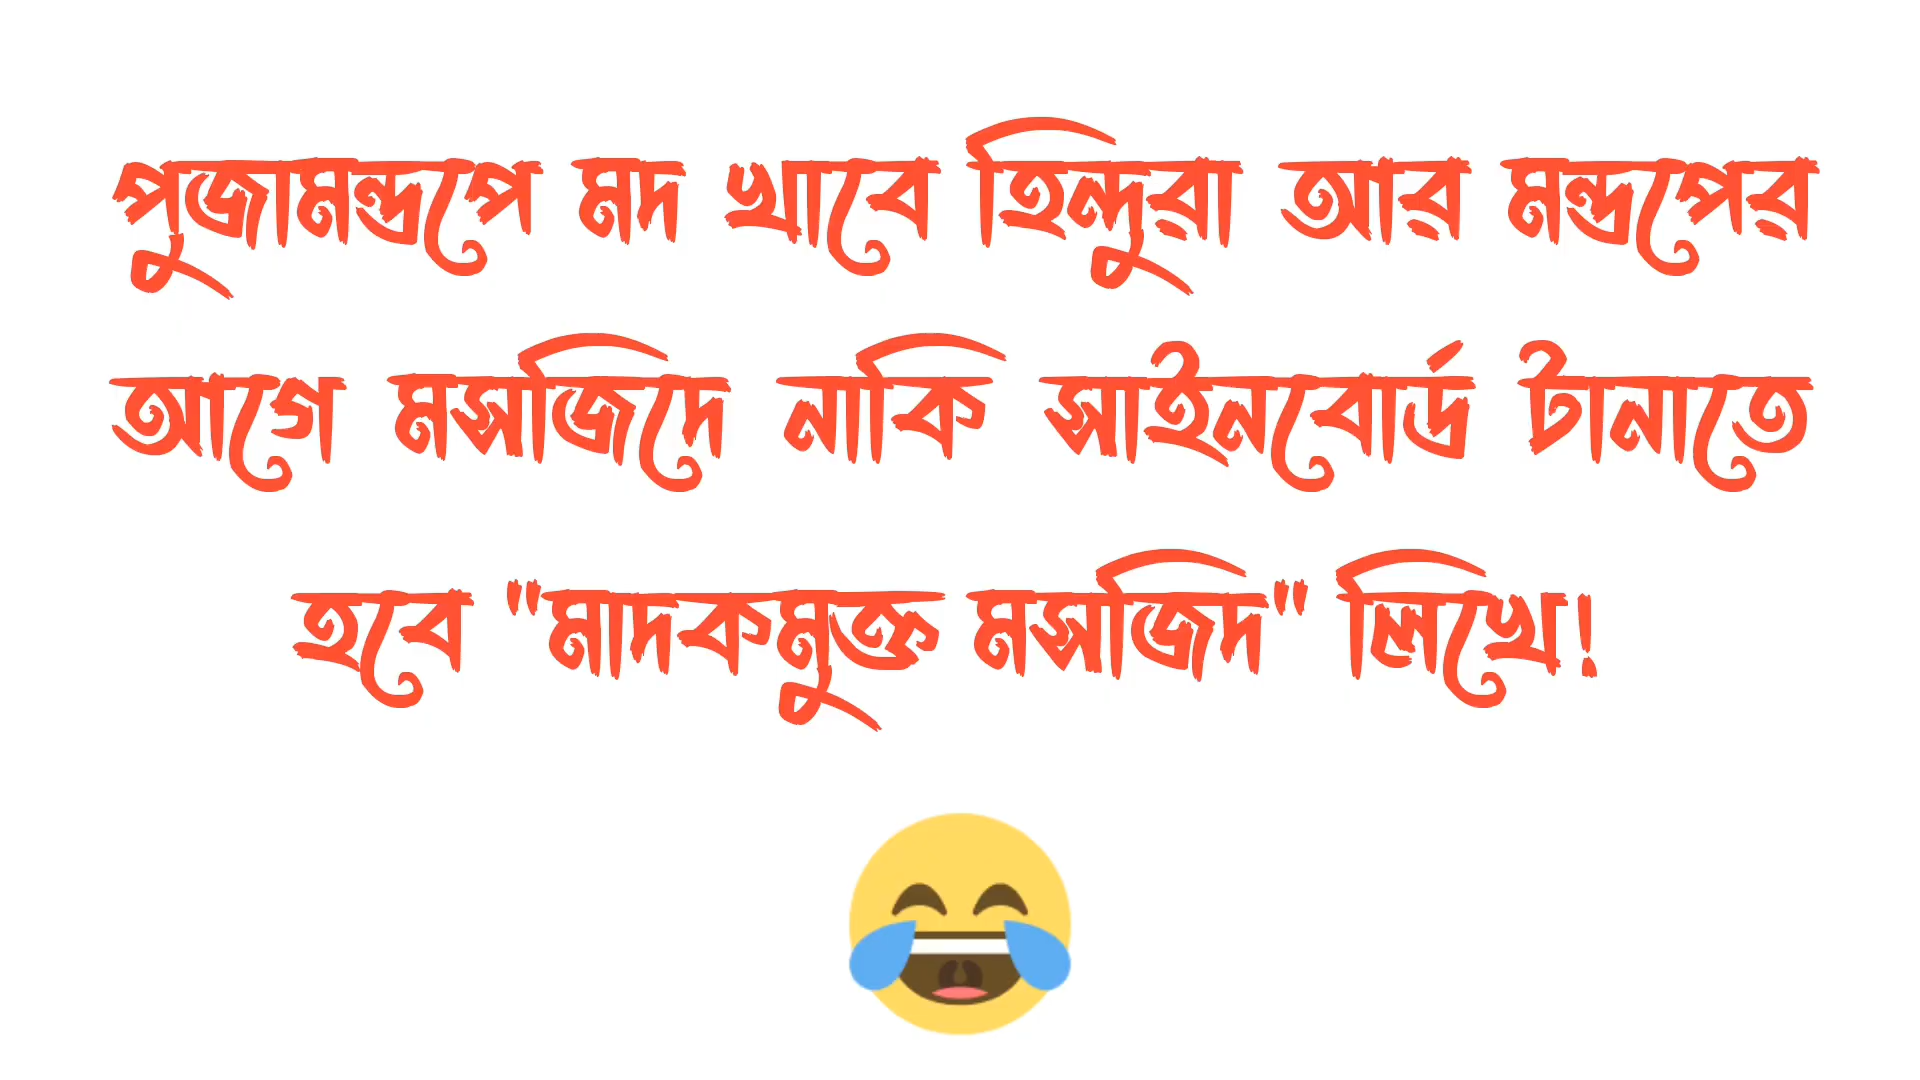 পুজামন্ডপে মদ খাবে হিন্দুরা আর মন্ডপের
আগে মসজিদে নাকি সাইনবোর্ড টানাতে
হবে "মাদকমুক্ত মসজিদ" লিখে!